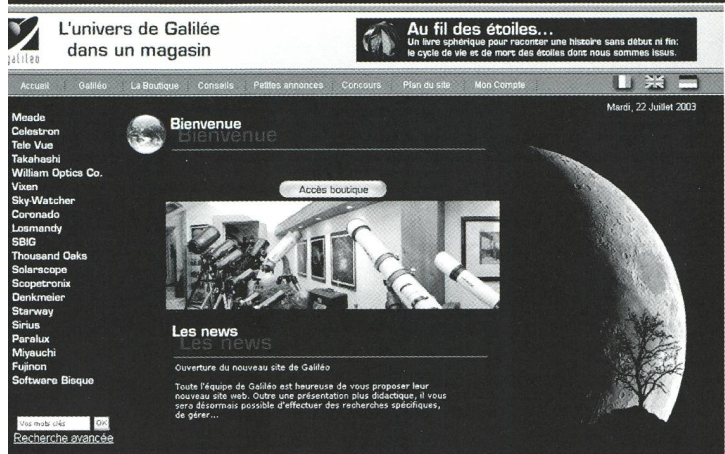 galileo
L'univers de Galilée
dans un magasin
Au fil des étoiles...
Un livre sphérique pour raconter une histoire sans début ni fin:
le cycle de vie et de mort des étoiles dont nous sommes issus.
Accueil
Galiléo
La Boutique
Conseils
Petites annonces
Concours
Plan du site
Mon Compte
Mardi, 22 Juillet 2003
Meade
Celestron
Tele Vue
Takahashi
William Optics Co.
Vixen
Sky-Watcher
Coronado
Losmandy
SBIG
Thousand Oaks
Solarscope
Scopetronix
Denkmeier
Starway
Sirius
Paralux
Miyauchi
Fujinon
Software Bisque
Vos mots clés
OK
Recherche avancée
Bienvenue
Bienvenue
Accès boutique
Les news
Les news
Ouverture du nouveau site de Galiléo
Toute l'équipe de Galiléo est heureuse de vous proposer leur
nouveau site web. Outre une présentation plus didactique, il vous
sera désormais possible d'effectuer des recherches spécifiques,
de gérer...